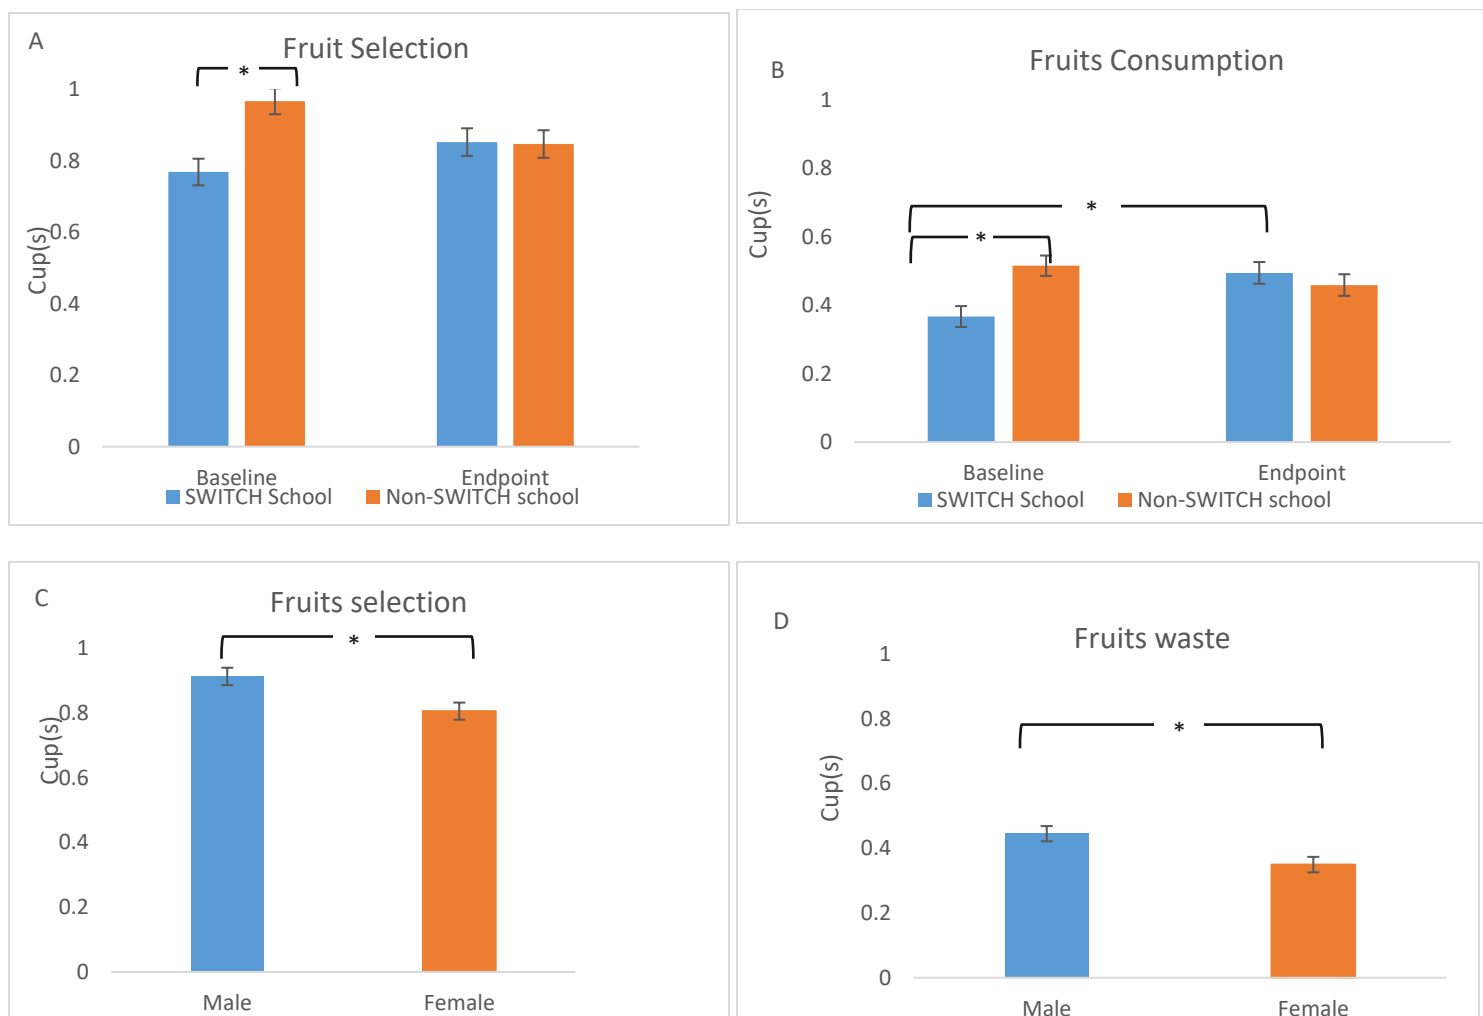 A
Fruit Selection
*
1
0.8
0.6
0.4
0.2
0
Cup(s)
Baseline
Endpoint
SWITCH School
Non-SWITCH school
B
Fruits Consumption
*
*
1
0.8
0.6
0.4
0.2
0
Cup(s)
Baseline
Endpoint
SWITCH School
Non-SWITCH school
C
Fruits selection
*
1
0.8
0.6
0.4
0.2
0
Cup(s)
Male
Female
D
Fruits waste
*
1
0.8
0.6
0.4
0.2
0
Cup(s)
Male
Female